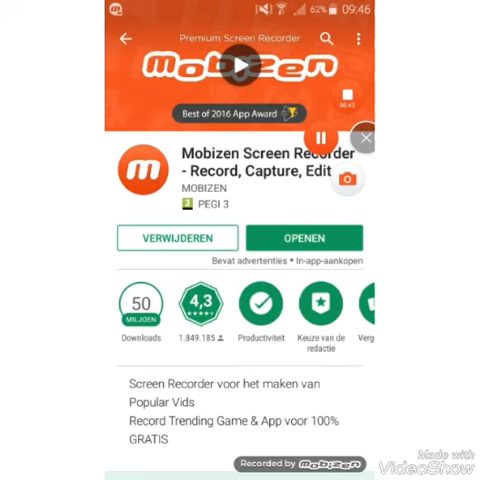 62% 09:46
Premium Screen Recorder
mobizen
Best of 2016 App Award
00:42
Mobizen Screen Recorder
- Record, Capture, Edit
MOBIZEN
3 PEGI 3
VERWIJDEREN OPENEN
Bevat advertenties • In-app-aankopen
50 MILJOEN
4,3
Downloads 1.849.185 Productiviteit Keuze van de redactie Verg
Screen Recorder voor het maken van
Popular Vids
Record Trending Game & App voor 100%
GRATIS
Recorded by mobizen
Made with
VideoShow